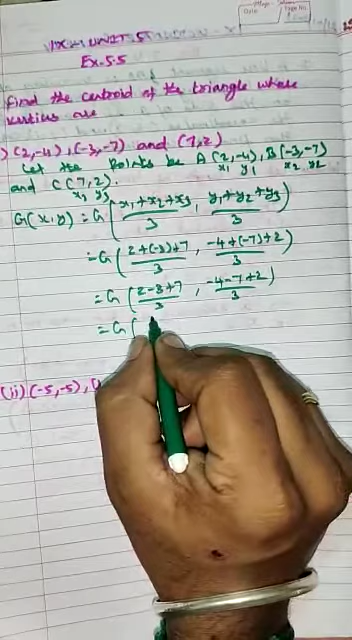 UNIT-5
Ex-5.5
Find the centroid of the triangle whose
vertices are
) (2,-4), (-3,-7) and (7,2)
Let the Points be A(2,-4), B(-3,-7)
x₁ y₁ x₂ y₂
and C(7,2).
x₃ y₃
G(x,y) = G(x₁+x₂+x₃/3, y₁+y₂+y₃/3)
= G(2+(-3)+7/3, -4+(-7)+2/3)
= G(2-3+7/3, -4-7+2/3)
= G(
(ii) (-5,-5),